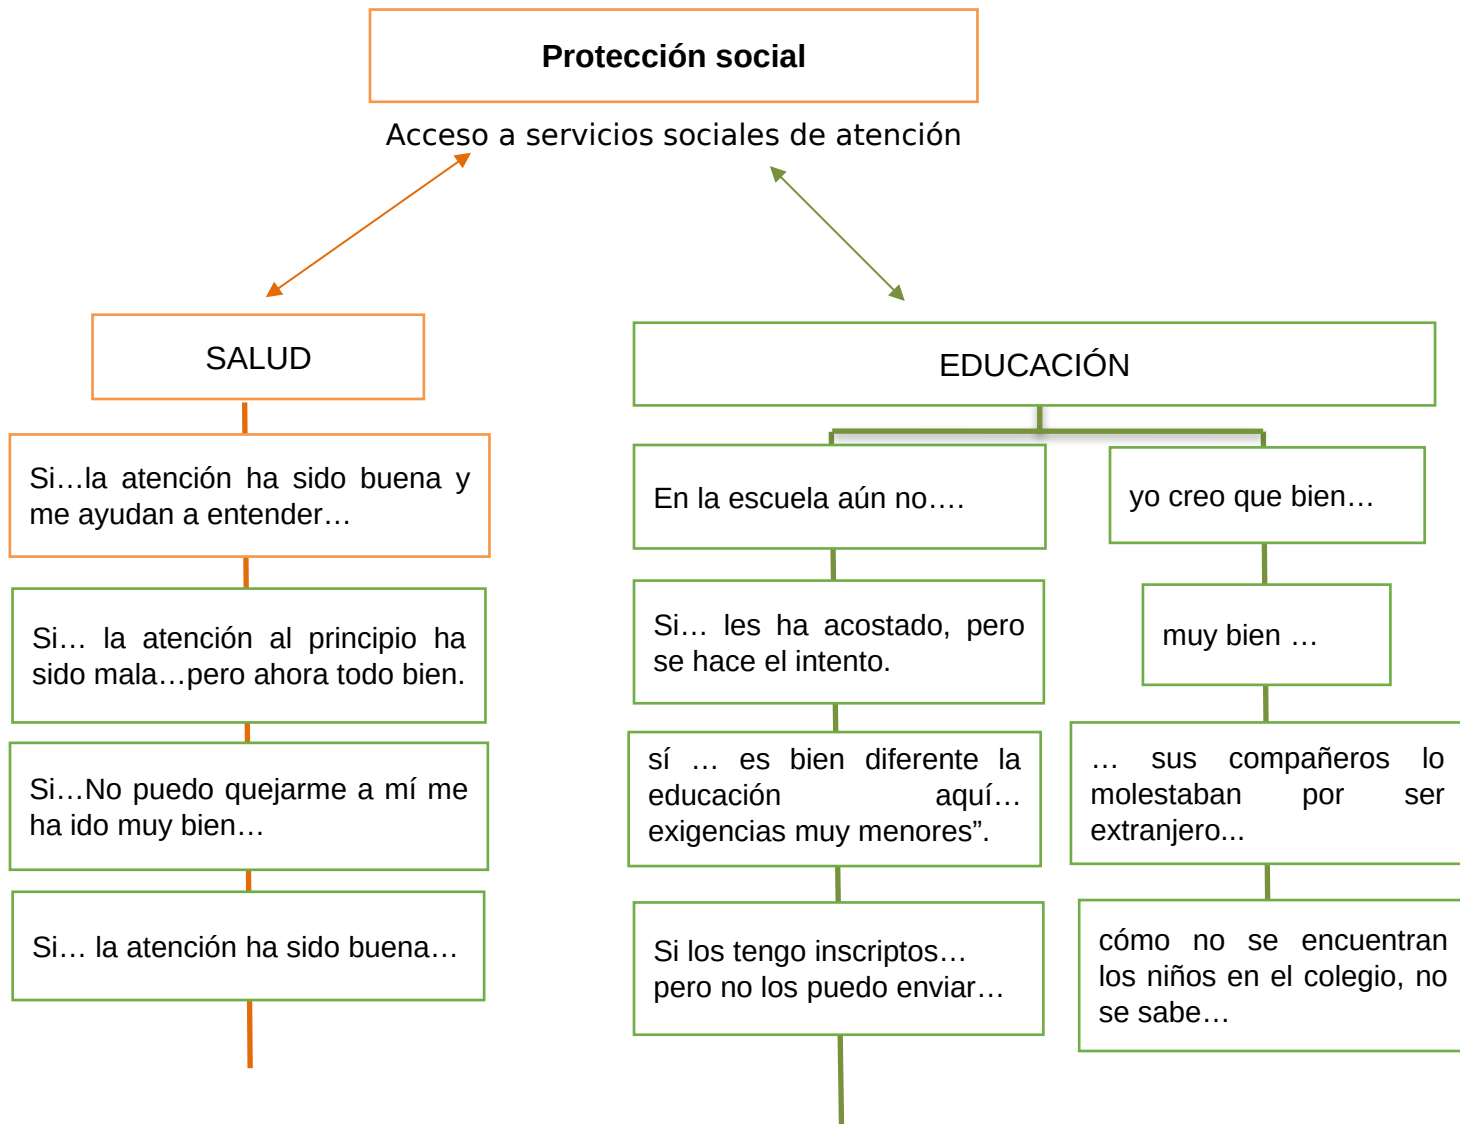 Protección social
Acceso a servicios sociales de atención
SALUD
Si…la atención ha sido buena y
me ayudan a entender…
Si… la atención al principio ha
sido mala…pero ahora todo bien.
Si…No puedo quejarme a mí me
ha ido muy bien…
Si… la atención ha sido buena…
EDUCACIÓN
En la escuela aún no….
Si… les ha acostado, pero
se hace el intento.
sí … es bien diferente la
educación aquí…
exigencias muy menores”.
Si los tengo inscriptos…
pero no los puedo enviar…
yo creo que bien…
muy bien …
… sus compañeros lo
molestaban por ser
extranjero...
cómo no se encuentran
los niños en el colegio, no
se sabe…